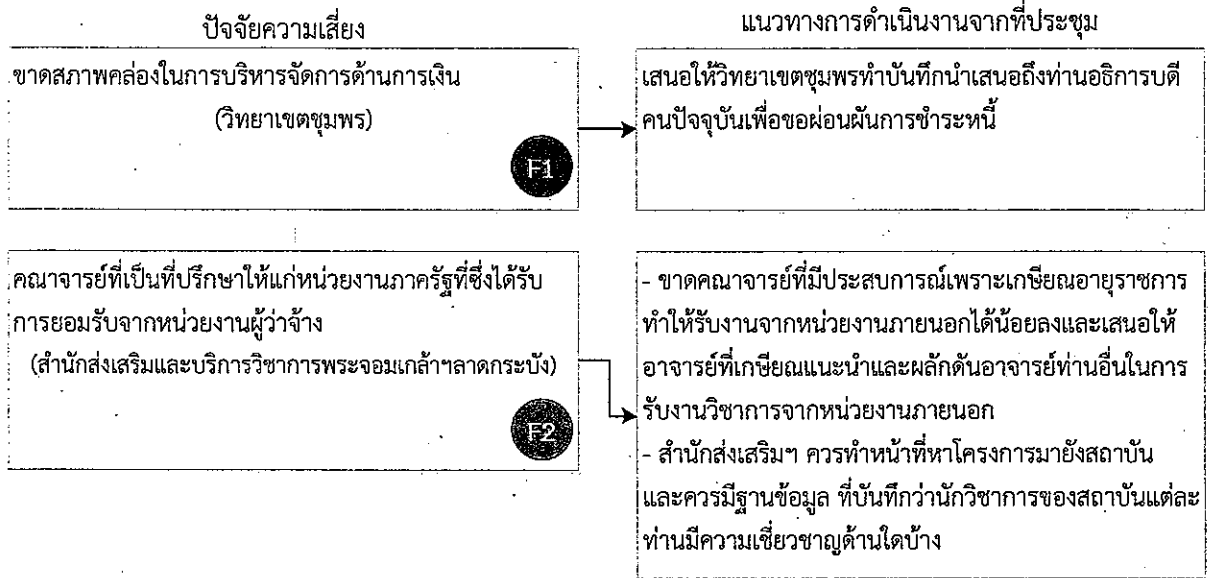 ปัจจัยความเสี่ยง
แนวทางการดำเนินงานจากที่ประชุม
ขาดสภาพคล่องในการบริหารจัดการด้านการเงิน
(วิทยาเขตชุมพร)
F1
เสนอให้วิทยาเขตชุมพรทำบันทึกนำเสนอถึงท่านอธิการบดี
คนปัจจุบันเพื่อขอผ่อนผันการชำระหนี้
คณาจารย์ที่เป็นที่ปรึกษาให้แก่หน่วยงานภาครัฐที่ซึ่งได้รับ
การยอมรับจากหน่วยงานผู้ว่าจ้าง
(สำนักส่งเสริมและบริการวิชาการพระจอมเกล้าฯลาดกระบัง)
F2
- ขาดคณาจารย์ที่มีประสบการณ์เพราะเกษียณอายุราชการ
ทำให้รับงานจากหน่วยงานภายนอกได้น้อยลงและเสนอให้
อาจารย์ที่เกษียณแนะนำและผลักดันอาจารย์ท่านอื่นในการ
รับงานวิชาการจากหน่วยงานภายนอก
- สำนักส่งเสริมฯ ควรทำหน้าที่หาโครงการมายังสถาบัน
และควรมีฐานข้อมูล ที่บันทึกว่านักวิชาการของสถาบันแต่ละ
ท่านมีความเชี่ยวชาญด้านใดบ้าง